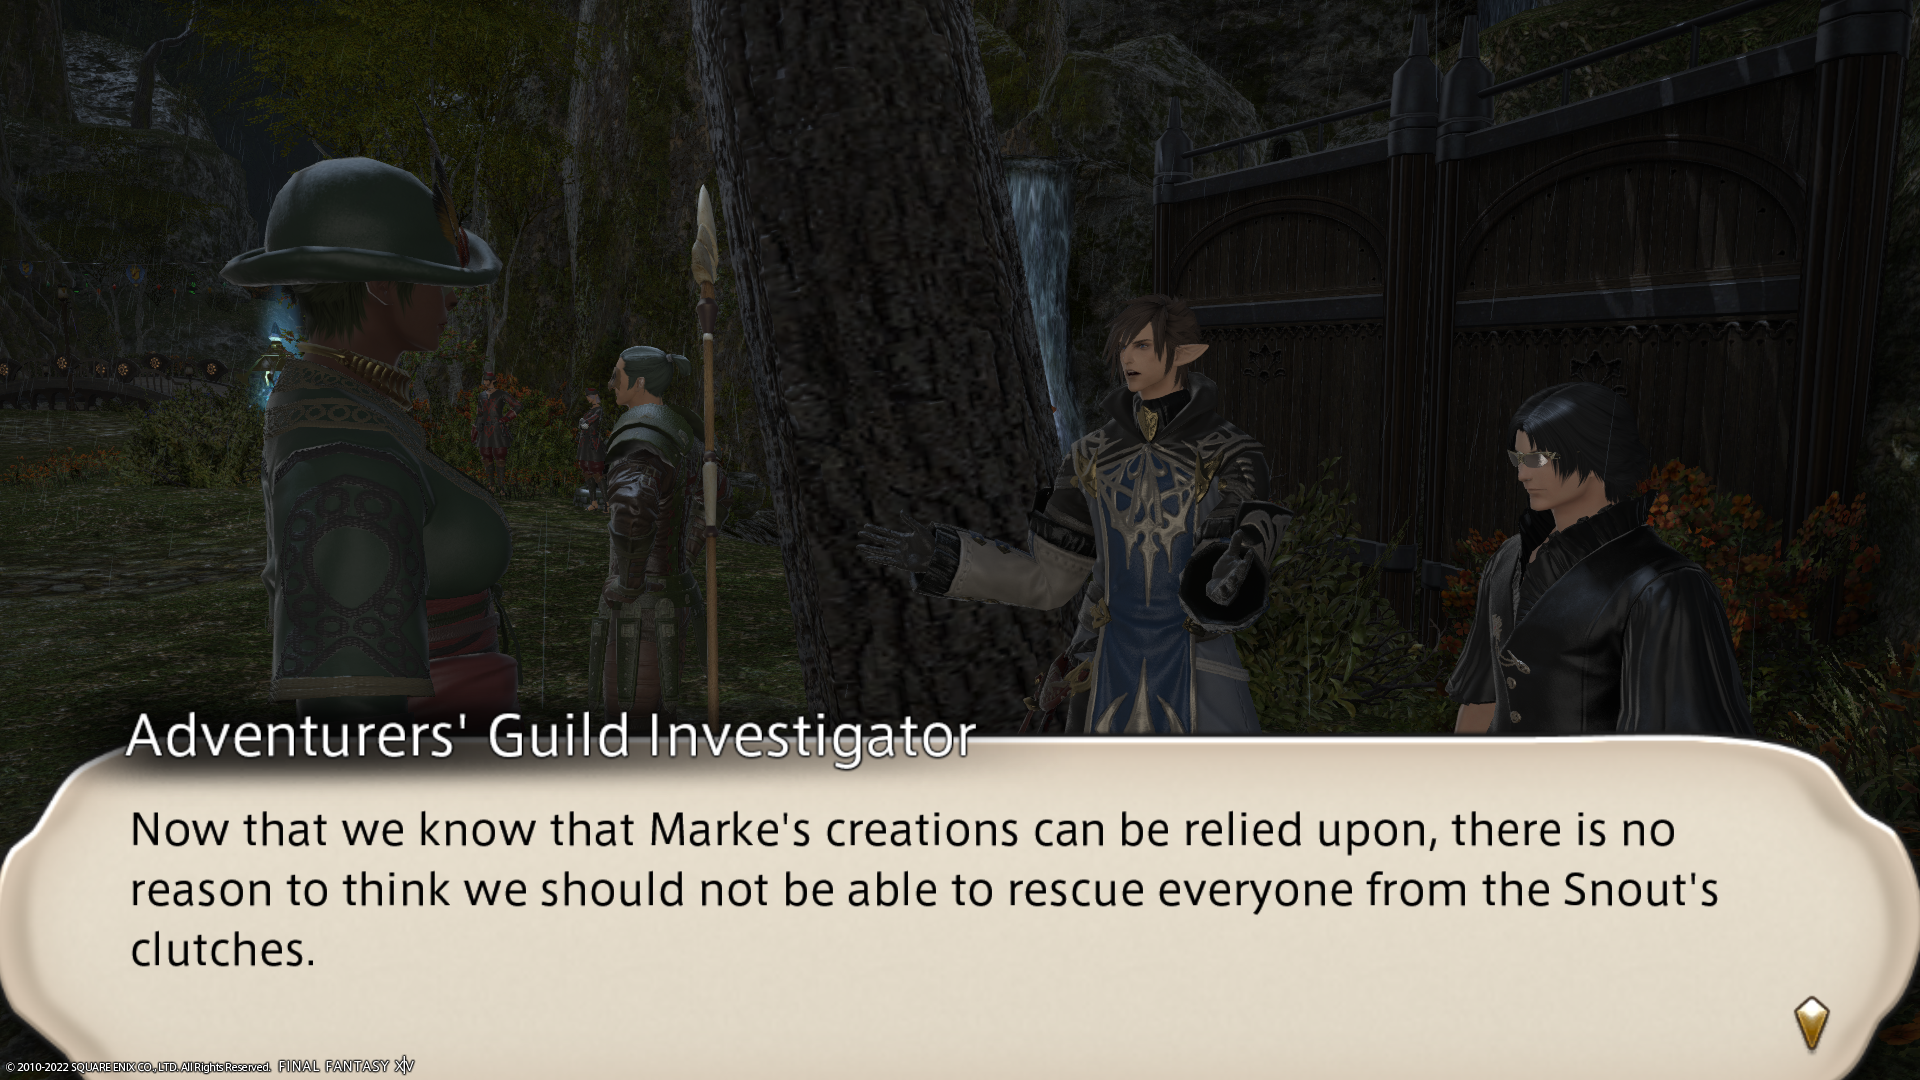 Adventurers' Guild Investigator
Now that we know that Marke's creations can be relied upon, there is no
reason to think we should not be able to rescue everyone from the Snout's
clutches.
© 2010-2022 SQUARE ENIX CO., LTD. All Rights Reserved. FINAL FANTASY XIV